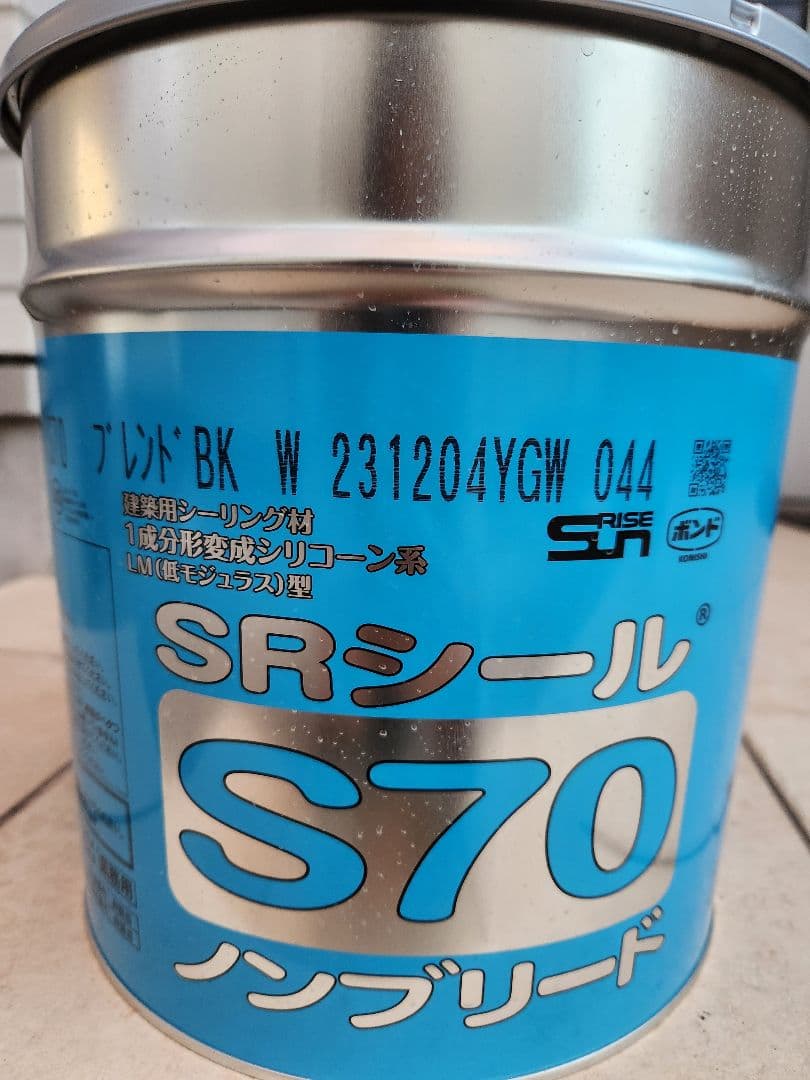 70 ブレンドBK W 231204YGW 044
建築用シーリング材
1成分形変成シリコーン系
LM(低モジュラス)型
SUN RISE
ボンド
KONISHI
SRシール®
S70
ノンブリード